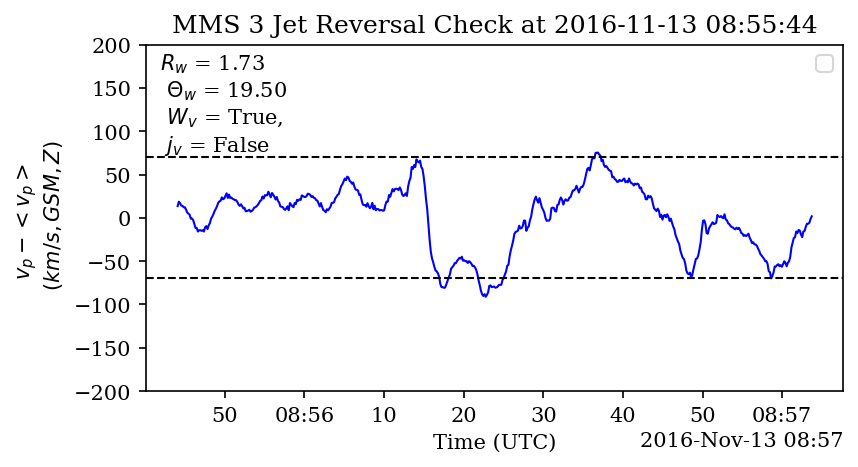 MMS 3 Jet Reversal Check at 2016-11-13 08:55:44
R_w = 1.73
Θ_w = 19.50
W_v = True,
j_v = False
v_p − < v_p >
(km/s, GSM, Z)
200
150
100
50
0
−50
−100
−150
−200
50 08:56 10 20 30 40 50 08:57
Time (UTC)
2016-Nov-13 08:57